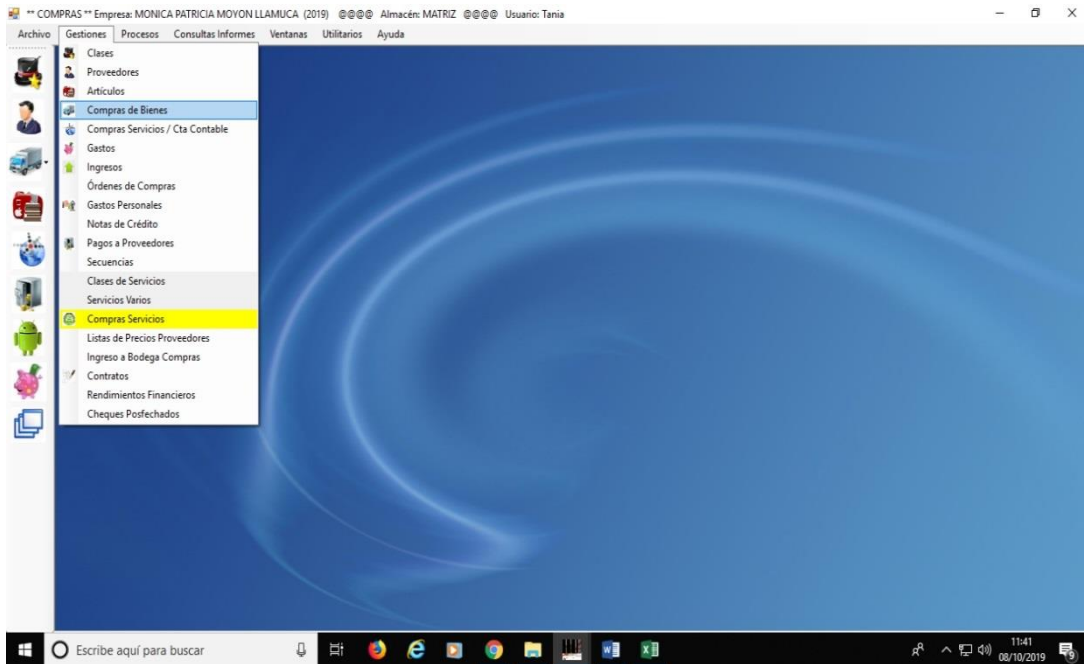 ** COMPRAS ** Empresa: MONICA PATRICIA MOYON LLAMUCA (2019) @@@@ Almacén: MATRIZ @@@@ Usuario: Tania
Archivo Gestiones Procesos Consultas Informes Ventanas Utilitarios Ayuda
Clases
Proveedores
Artículos
Compras de Bienes
Compras Servicios / Cta Contable
Gastos
Ingresos
Órdenes de Compras
Gastos Personales
Notas de Crédito
Pagos a Proveedores
Secuencias
Clases de Servicios
Servicios Varios
Compras Servicios
Listas de Precios Proveedores
Ingreso a Bodega Compras
Contratos
Rendimientos Financieros
Cheques Posfechados
Escribe aquí para buscar
11:41
08/10/2019